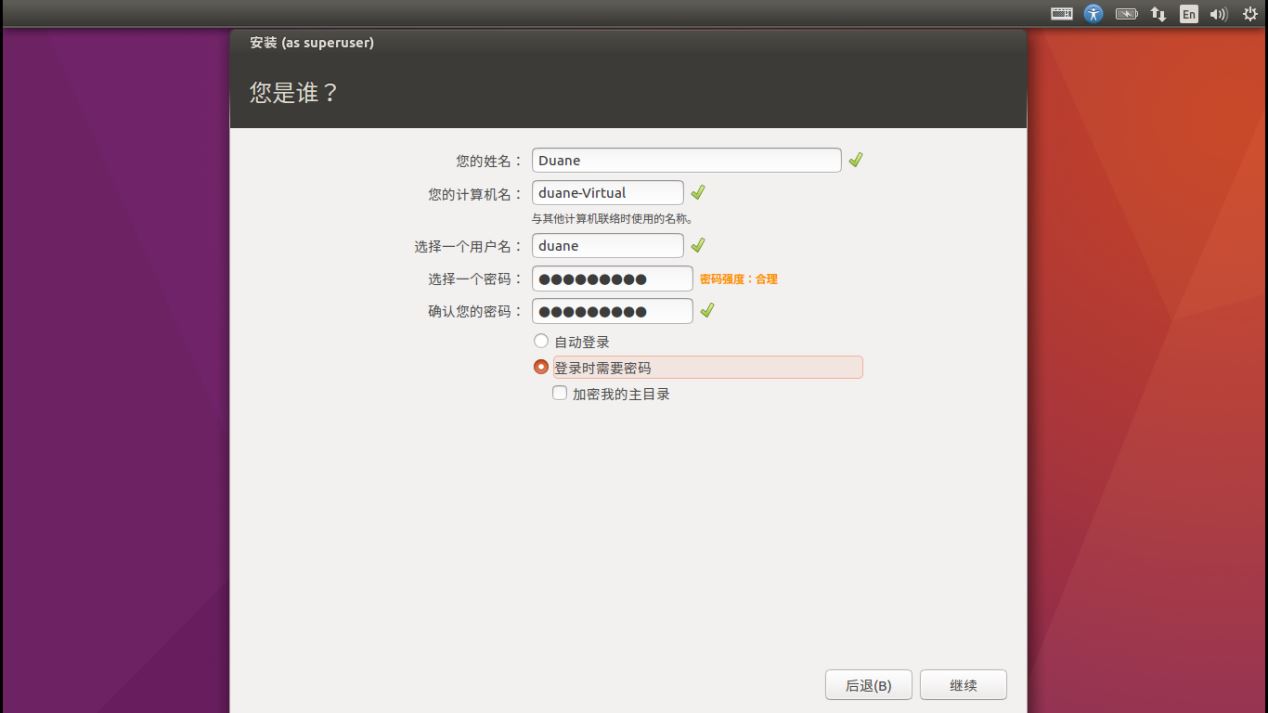 En
安装 (as superuser)
您是谁？
您的姓名： Duane
您的计算机名： duane-Virtual
与其他计算机联络时使用的名称。
选择一个用户名： duane
选择一个密码： ●●●●●●●●● 密码强度：合理
确认您的密码： ●●●●●●●●●
自动登录
登录时需要密码
加密我的主目录
后退(B) 继续